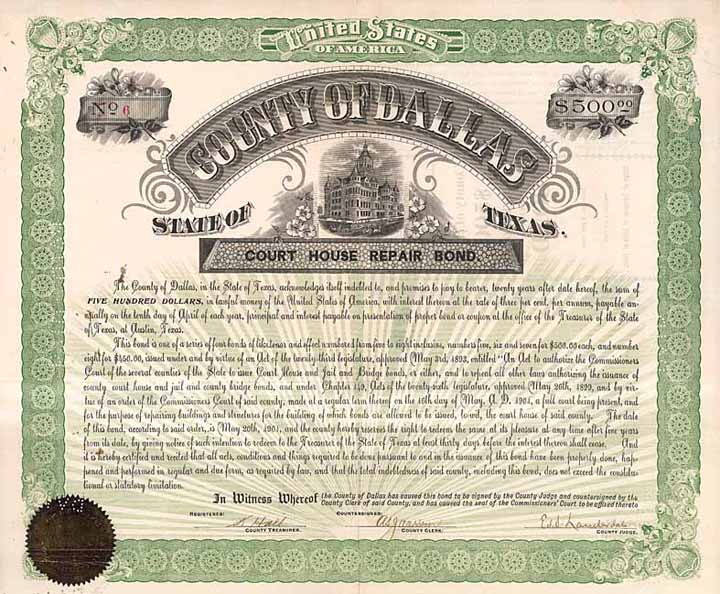 United States
OF AMERICA
No 6
$500.00
COUNTY OF DALLAS
STATE OF TEXAS.
COURT HOUSE REPAIR BOND.
The County of Dallas, in the State of Texas, acknowledges itself indebted to, and promises to pay to bearer, twenty years after date hereof, the sum of
FIVE HUNDRED DOLLARS, in lawful money of the United States of America, with interest thereon at the rate of three per cent. per annum, payable an-
nually on the tenth day of April of each year, principal and interest payable on presentation of proper bond or coupon at the office of the Treasurer of the State
of Texas, at Austin, Texas.
This bond is one of a series of four bonds of like tenor and effect numbered from five to eight inclusive, numbers five, six and seven for $500.00 each, and number
eight for $450.00, issued under and by virtue of an Act of the twenty-third legislature, approved May 3rd, 1893, entitled "An Act to authorize the Commissioners
Court of the several counties of the State to issue Court House and Jail and Bridge bonds, or either, and to repeal all other laws authorizing the issuance of
county court house and jail and county bridge bonds, and under Chapter 149, Acts of the twenty-sixth legislature, approved May 20th, 1899, and by vir-
tue of an order of the Commissioners Court of said county, made at a regular term thereof on the 16th day of May, A. D. 1901, a full court being present, and
for the purpose of repairing buildings and structures for the building of which bonds are allowed to be issued, towit, the court house of said county. The date
of this bond, according to said order, is May 20th, 1901, and the county hereby reserves the right to redeem the same at its pleasure at any time after five years
from its date, by giving notice of such intention to redeem to the Treasurer of the State of Texas at least thirty days before the interest thereon shall cease. And
it is hereby certified and recited that all acts, conditions and things required to be done pursuant to and in the issuance of this bond have been properly done, hap-
pened and performed in regular and due form, as required by law, and that the total indebtedness of said county, including this bond, does not exceed the constitu-
tional or statutory limitation.
In Witness Whereof the County of Dallas has caused this bond to be signed by the County Judge and countersigned by the
County Clerk of said County, and has caused the seal of the Commissioners' Court to be affixed thereto
REGISTERED:
COUNTERSIGNED:
COUNTY TREASURER.
COUNTY CLERK.
COUNTY JUDGE.